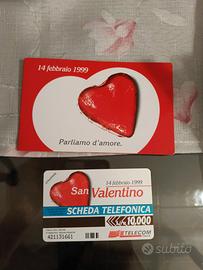 14 febbraio 1999
Parliamo d'amore.
14 febbraio 1999
San Valentino
SCHEDA TELEFONICA
10.000
421131661
TELECOM
subito